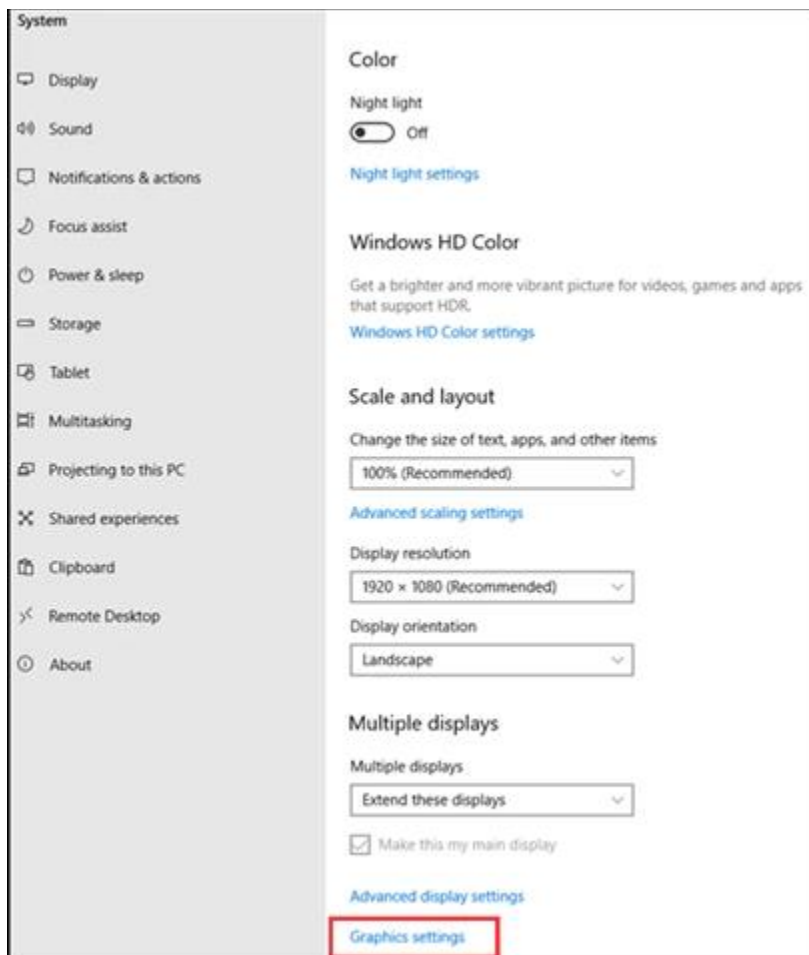 System
Display
Sound
Notifications & actions
Focus assist
Power & sleep
Storage
Tablet
Multitasking
Projecting to this PC
Shared experiences
Clipboard
Remote Desktop
About
Color
Night light
Off
Night light settings
Windows HD Color
Get a brighter and more vibrant picture for videos, games and apps
that support HDR.
Windows HD Color settings
Scale and layout
Change the size of text, apps, and other items
100% (Recommended)
Advanced scaling settings
Display resolution
1920 × 1080 (Recommended)
Display orientation
Landscape
Multiple displays
Multiple displays
Extend these displays
Make this my main display
Advanced display settings
Graphics settings